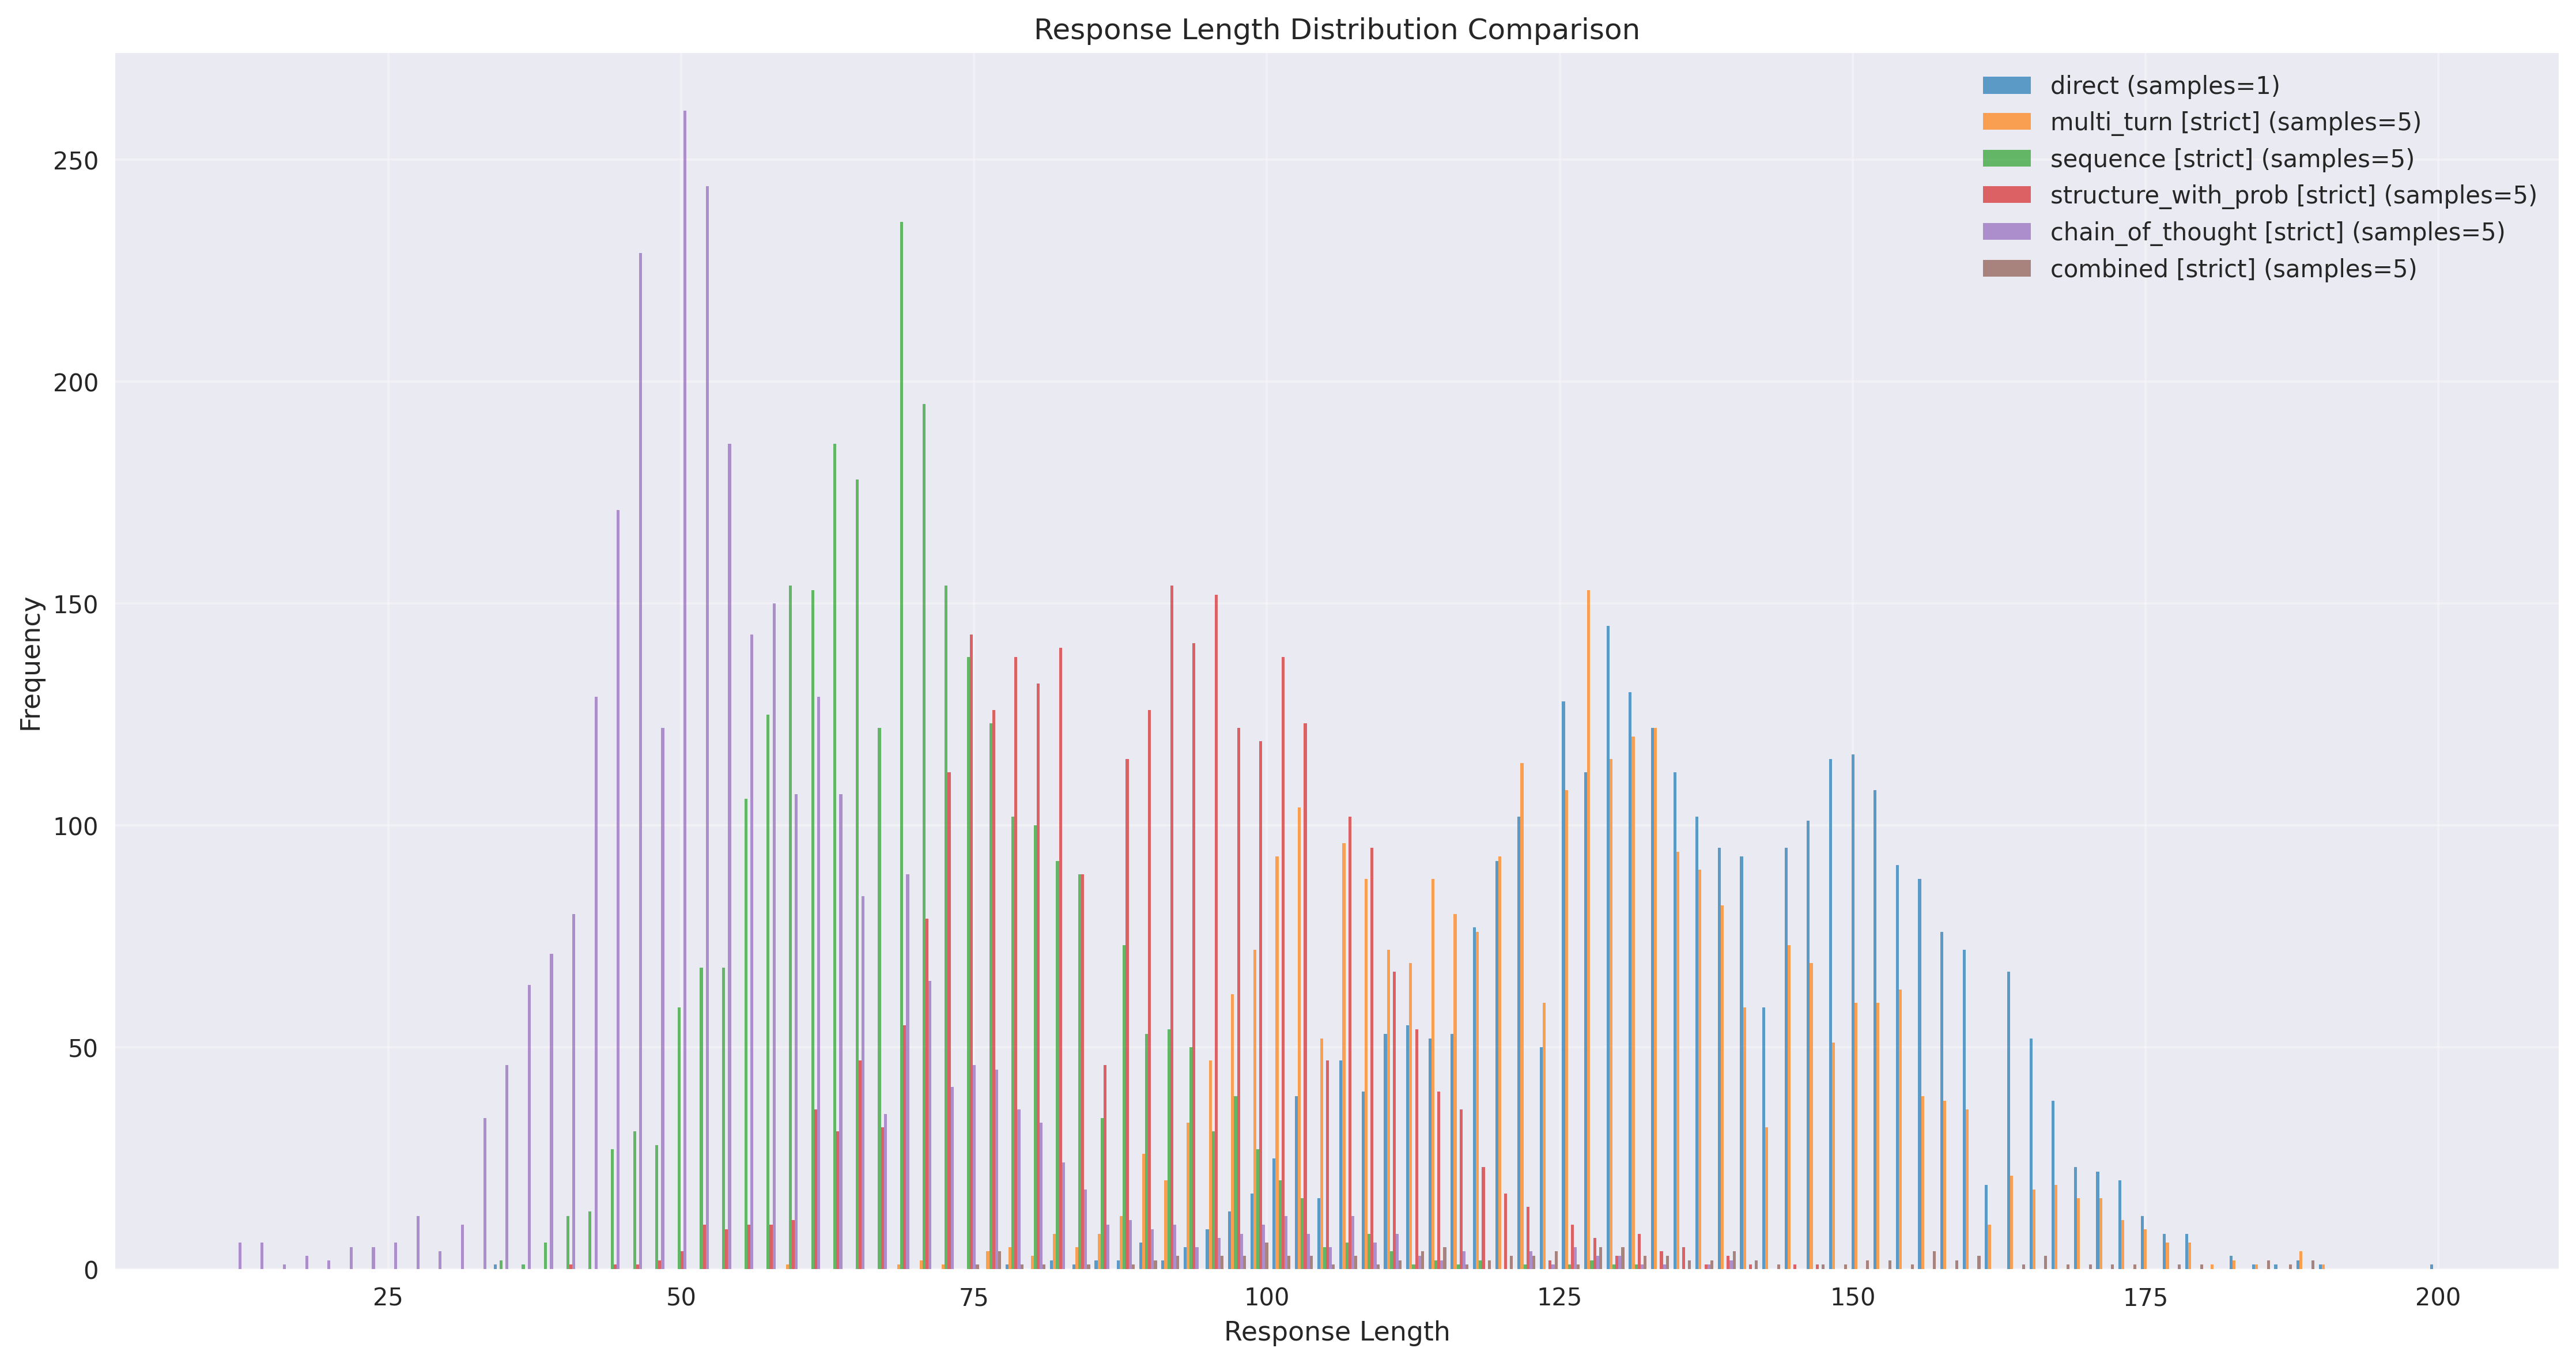 Response Length Distribution Comparison
direct (samples=1)
multi_turn [strict] (samples=5)
sequence [strict] (samples=5)
structure_with_prob [strict] (samples=5)
chain_of_thought [strict] (samples=5)
combined [strict] (samples=5)
Frequency
250
200
150
100
50
0
25
50
75
100
125
150
175
200
Response Length